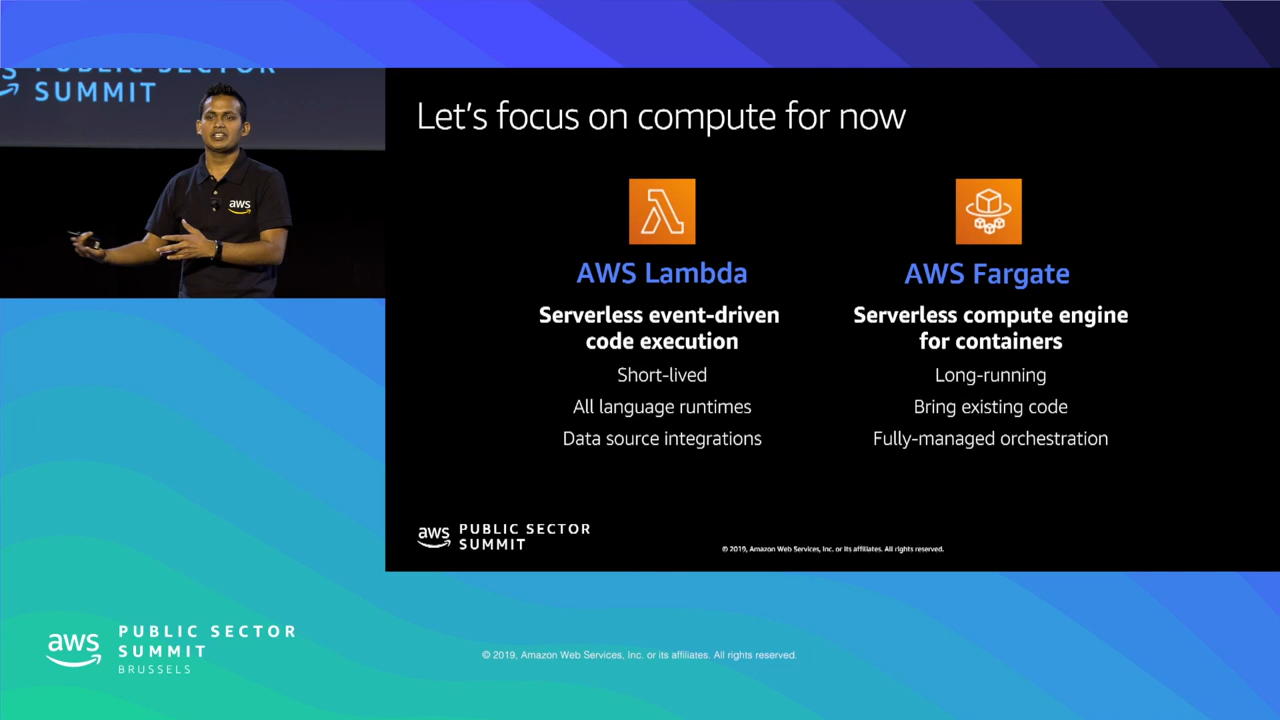 PUBLIC SECTOR
SUMMIT
aws
Let's focus on compute for now
AWS Lambda
Serverless event-driven
code execution
Short-lived
All language runtimes
Data source integrations
AWS Fargate
Serverless compute engine
for containers
Long-running
Bring existing code
Fully-managed orchestration
aws PUBLIC SECTOR
SUMMIT
© 2019, Amazon Web Services, Inc. or its affiliates. All rights reserved.
aws PUBLIC SECTOR
SUMMIT
BRUSSELS
© 2019, Amazon Web Services, Inc. or its affiliates. All rights reserved.